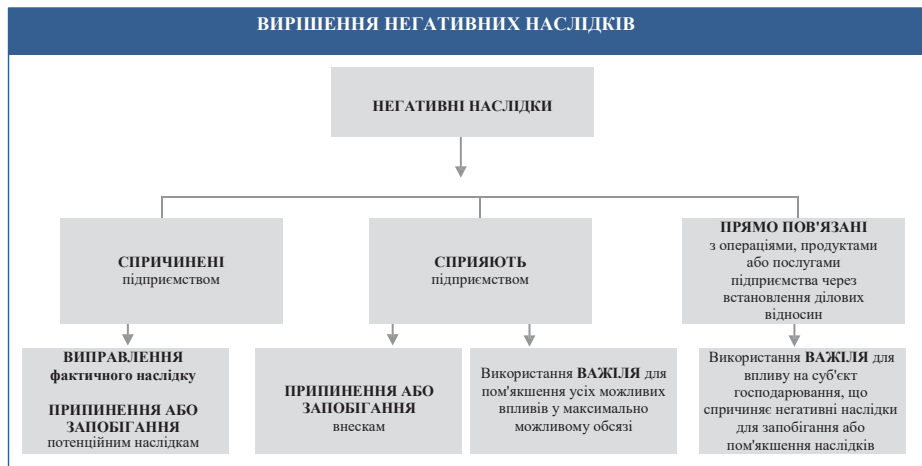 ВИРІШЕННЯ НЕГАТИВНИХ НАСЛІДКІВ
НЕГАТИВНІ НАСЛІДКИ
СПРИЧИНЕНІ
підприємством
СПРИЯЮТЬ
підприємством
ПРЯМО ПОВ'ЯЗАНІ
з операціями, продуктами
або послугами
підприємства через
встановлення ділових
відносин
ВИПРАВЛЕННЯ
фактичного наслідку
ПРИПИНЕННЯ АБО
ЗАПОБІГАННЯ
потенційним наслідкам
ПРИПИНЕННЯ АБО
ЗАПОБІГАННЯ
внескам
Використання ВАЖІЛЯ для
пом'якшення усіх можливих
впливів у максимально
можливому обсязі
Використання ВАЖІЛЯ для
впливу на суб'єкт
господарювання, що
спричиняє негативні наслідки
для запобігання або
пом'якшення наслідків